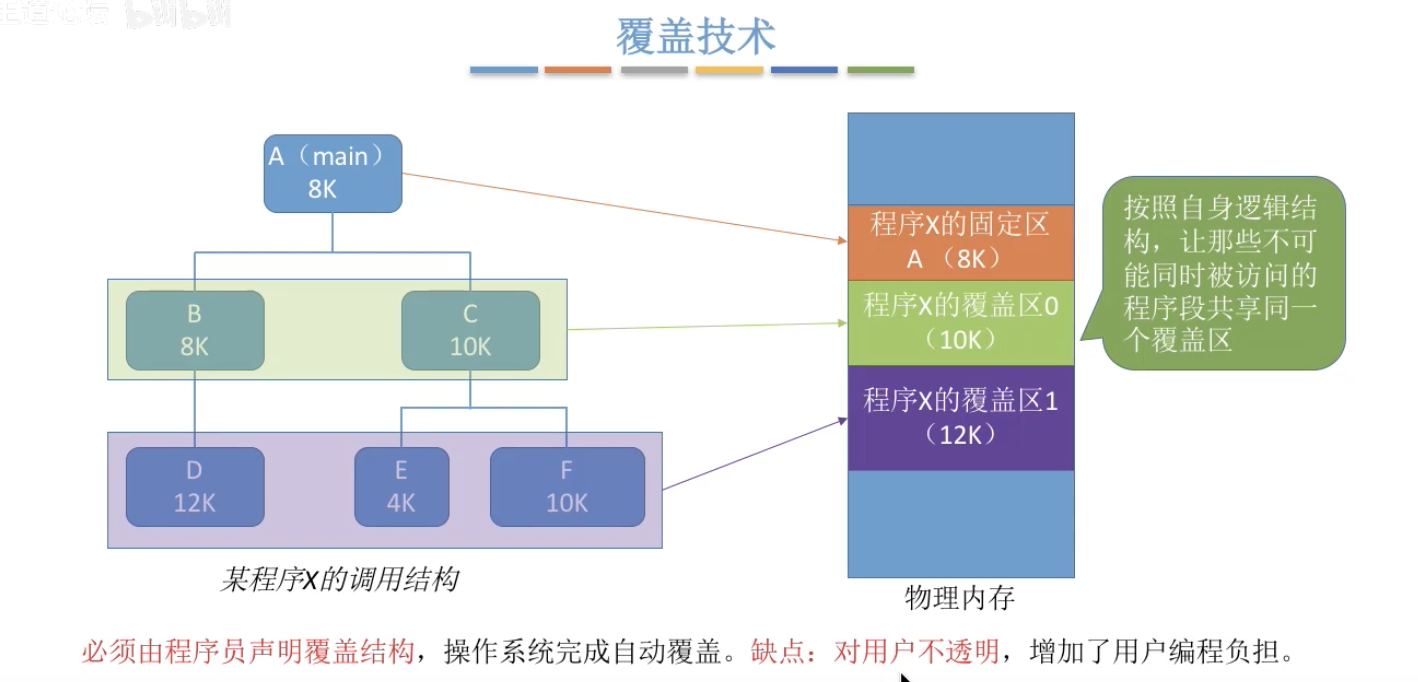 覆盖技术
A（main）
8K
B
8K
C
10K
D
12K
E
4K
F
10K
某程序X的调用结构
程序X的固定区
A （8K）
程序X的覆盖区0
（10K）
程序X的覆盖区1
（12K）
物理内存
按照自身逻辑结
构，让那些不可
能同时被访问的
程序段共享同一
个覆盖区
必须由程序员声明覆盖结构，操作系统完成自动覆盖。缺点：对用户不透明，增加了用户编程负担。